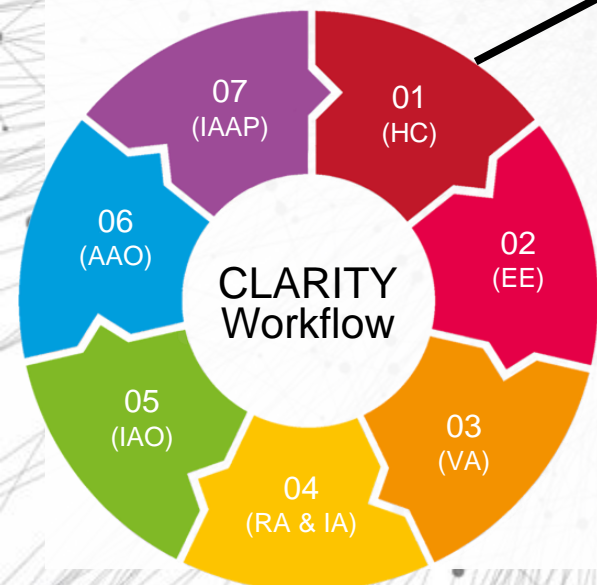 01
(HC)
02
(EE)
03
(VA)
04
(RA & IA)
05
(IAO)
06
(AAO)
07
(IAAP)
CLARITY
Workflow